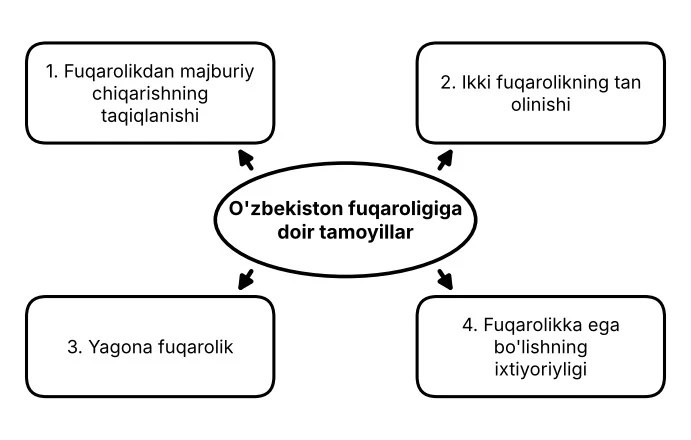 1. Fuqarolikdan majburiy
chiqarishning
taqiqlanishi
2. Ikki fuqarolikning tan
olinishi
O'zbekiston fuqaroligiga
doir tamoyillar
3. Yagona fuqarolik
4. Fuqarolikka ega
bo'lishning
ixtiyoriyligi